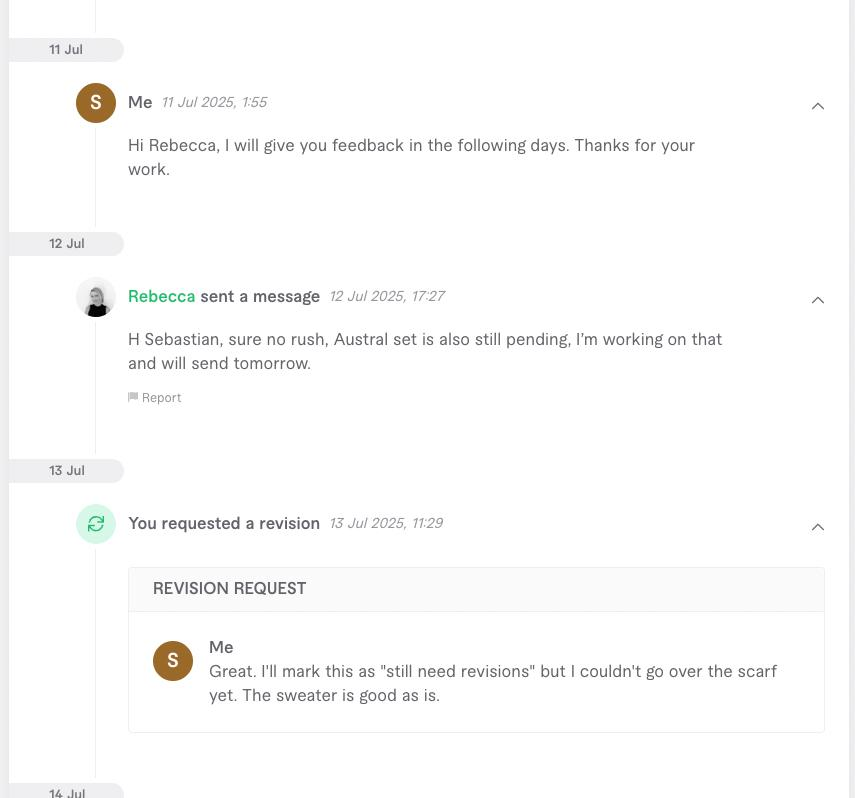 11 Jul
S
Me 11 Jul 2025, 1:55
Hi Rebecca, I will give you feedback in the following days. Thanks for your
work.
12 Jul
Rebecca sent a message 12 Jul 2025, 17:27
H Sebastian, sure no rush, Austral set is also still pending, I'm working on that
and will send tomorrow.
Report
13 Jul
You requested a revision 13 Jul 2025, 11:29
REVISION REQUEST
S
Me
Great. I'll mark this as "still need revisions" but I couldn't go over the scarf
yet. The sweater is good as is.
14 Jul